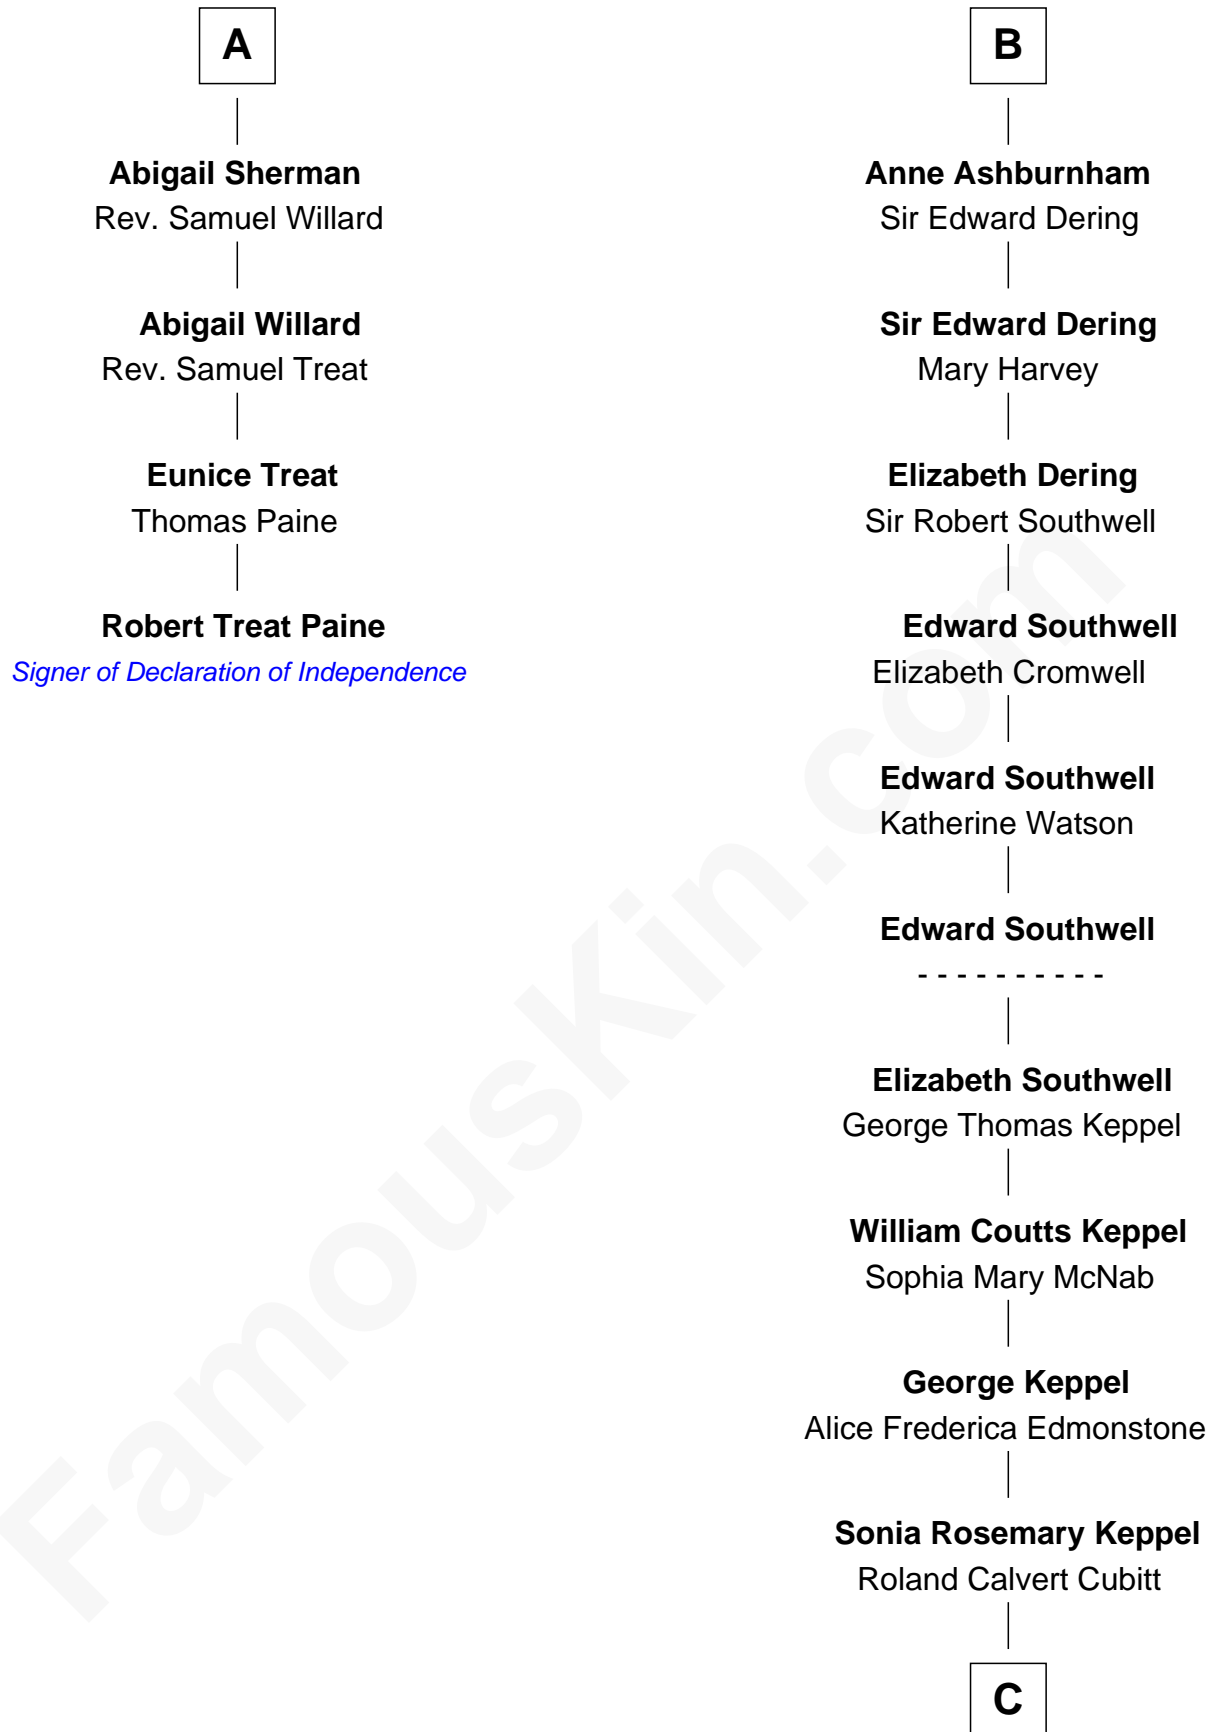 A
Abigail Sherman
Rev. Samuel Willard
Abigail Willard
Rev. Samuel Treat
Eunice Treat
Thomas Paine
Robert Treat Paine
Signer of Declaration of Independence
B
Anne Ashburnham
Sir Edward Dering
Sir Edward Dering
Mary Harvey
Elizabeth Dering
Sir Robert Southwell
Edward Southwell
Elizabeth Cromwell
Edward Southwell
Katherine Watson
Edward Southwell
- - - - - - - - - -
Elizabeth Southwell
George Thomas Keppel
William Coutts Keppel
Sophia Mary McNab
George Keppel
Alice Frederica Edmonstone
Sonia Rosemary Keppel
Roland Calvert Cubitt
C
FamousKin.com